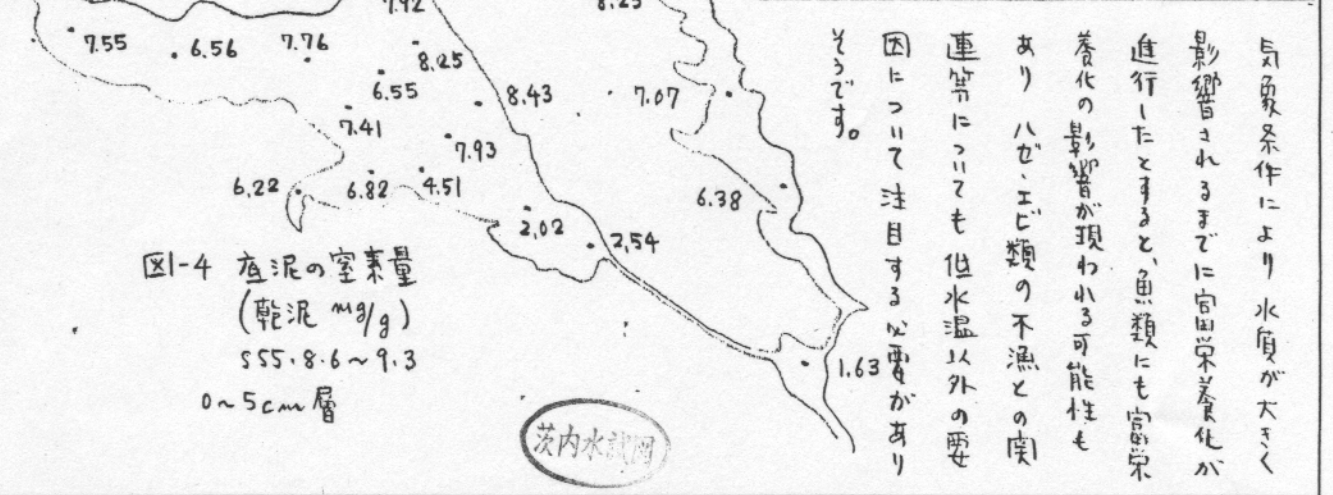 気象条件により水質が大きく
影響されるまでに富栄養化が
進行したとすると、魚類にも富栄
養化の影響が現われる可能性も
あり ハゼ・エビ類の不漁との関
連等についても低水温以外の要
因について注目する必要があり
そうです。
7.92
8.25
7.55
6.56
7.76
8.25
6.55
8.43
7.07
7.41
7.93
6.22
6.82
4.51
6.38
2.02
2.54
1.63
図1-4 底泥の窒素量
(乾泥 mg/g)
S55.8.6~9.3
0~5cm層
茨内水試